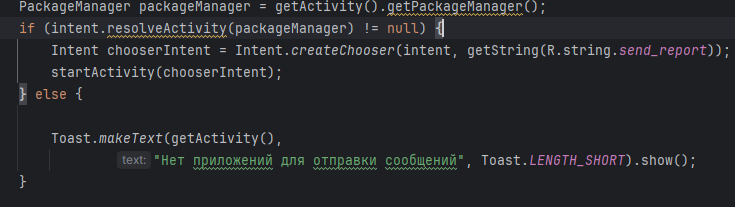 PackageManager packageManager = getActivity().getPackageManager();
if (intent.resolveActivity(packageManager) != null) {
Intent chooserIntent = Intent.createChooser(intent, getString(R.string.send_report));
startActivity(chooserIntent);
} else {
Toast.makeText(getActivity(),
text: "Нет приложений для отправки сообщений", Toast.LENGTH_SHORT).show();
}